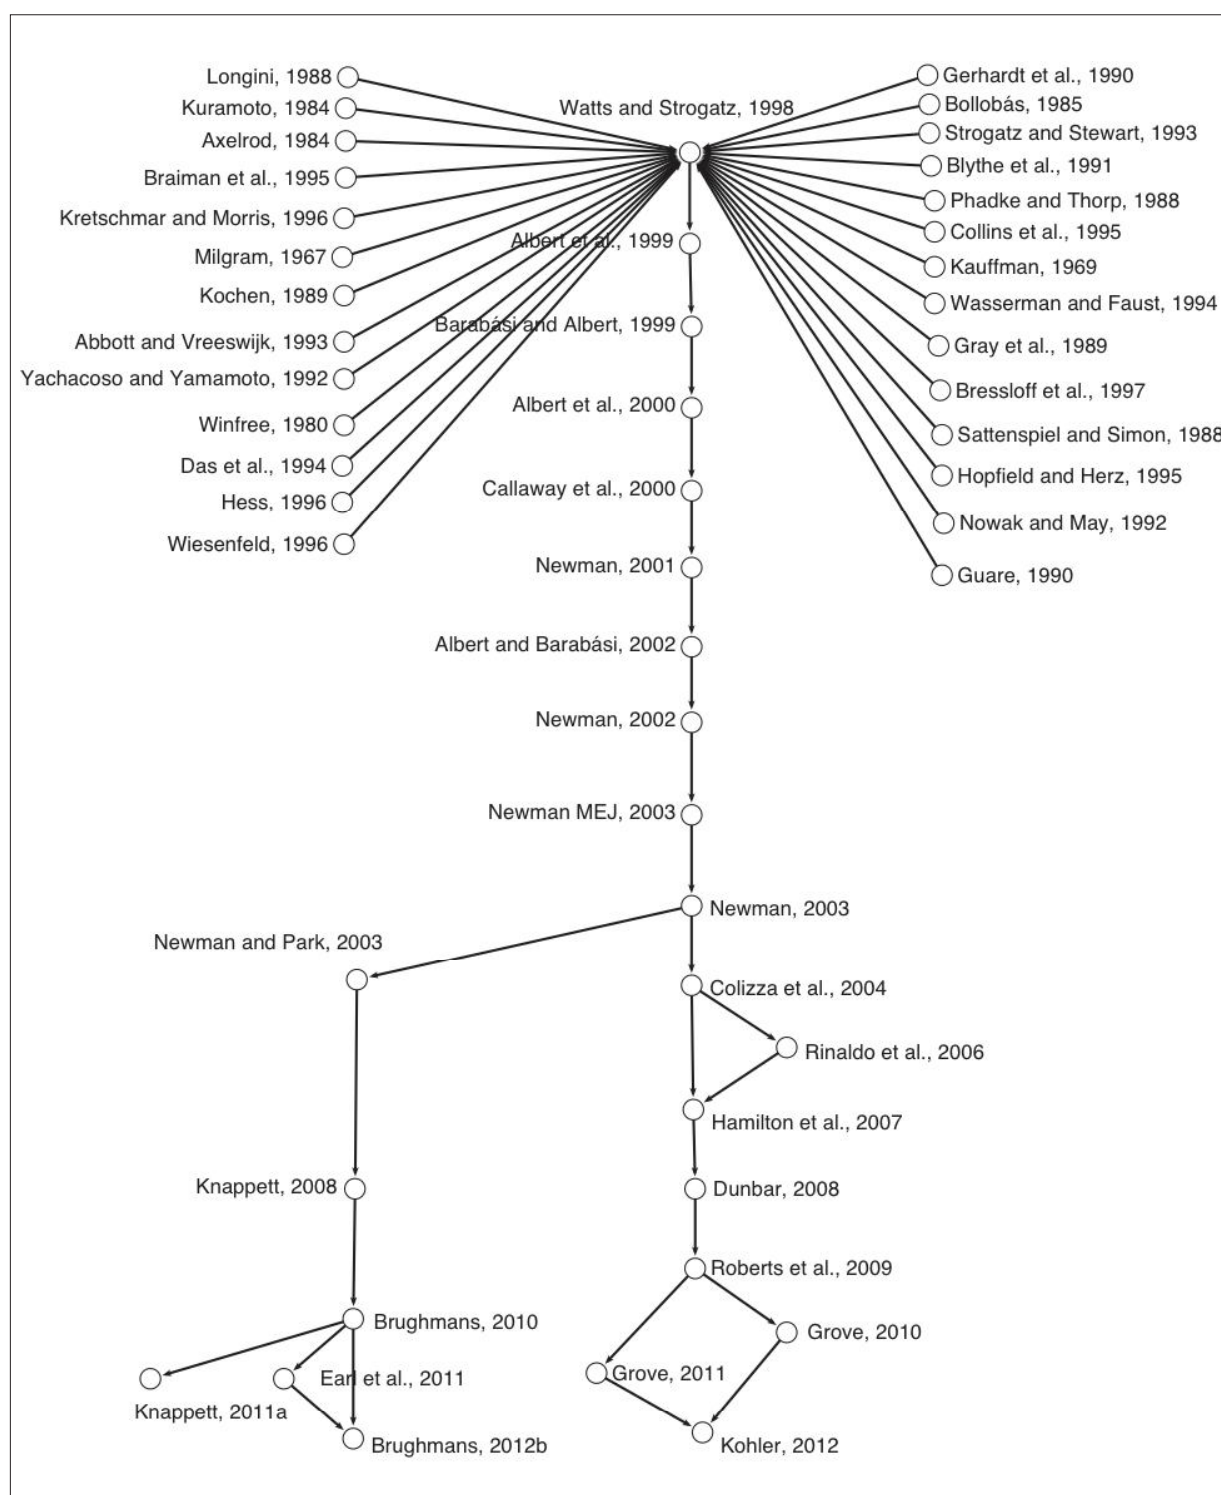 Longini, 1988
Kuramoto, 1984
Axelrod, 1984
Braiman et al., 1995
Kretschmar and Morris, 1996
Milgram, 1967
Kochen, 1989
Abbott and Vreeswijk, 1993
Yachacoso and Yamamoto, 1992
Winfree, 1980
Das et al., 1994
Hess, 1996
Wiesenfeld, 1996
Watts and Strogatz, 1998
Gerhardt et al., 1990
Bollobás, 1985
Strogatz and Stewart, 1993
Blythe et al., 1991
Phadke and Thorp, 1988
Collins et al., 1995
Kauffman, 1969
Wasserman and Faust, 1994
Gray et al., 1989
Bressloff et al., 1997
Sattenspiel and Simon, 1988
Hopfield and Herz, 1995
Nowak and May, 1992
Guare, 1990
Albert et al., 1999
Barabási and Albert, 1999
Albert et al., 2000
Callaway et al., 2000
Newman, 2001
Albert and Barabási, 2002
Newman, 2002
Newman MEJ, 2003
Newman, 2003
Newman and Park, 2003
Colizza et al., 2004
Rinaldo et al., 2006
Hamilton et al., 2007
Knappett, 2008
Dunbar, 2008
Roberts et al., 2009
Brughmans, 2010
Grove, 2010
Earl et al., 2011
Grove, 2011
Knappett, 2011a
Brughmans, 2012b
Kohler, 2012